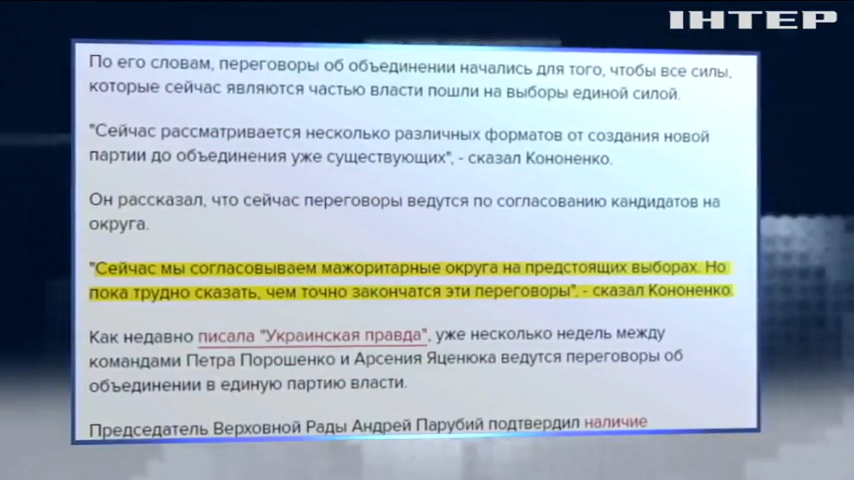 ІНТЕР
По его словам, переговоры об объединении начались для того, чтобы все силы,
которые сейчас являются частью власти пошли на выборы единой силой.
"Сейчас рассматривается несколько различных форматов от создания новой
партии до объединения уже существующих", - сказал Кононенко.
Он рассказал, что сейчас переговоры ведутся по согласованию кандидатов на
округа.
"Сейчас мы согласовываем мажоритарные округа на предстоящих выборах. Но
пока трудно сказать, чем точно закончатся эти переговоры", - сказал Кононенко.
Как недавно писала "Украинская правда", уже несколько недель между
командами Петра Порошенко и Арсения Яценюка ведутся переговоры об
объединении в единую партию власти.
Председатель Верховной Рады Андрей Парубий подтвердил наличие